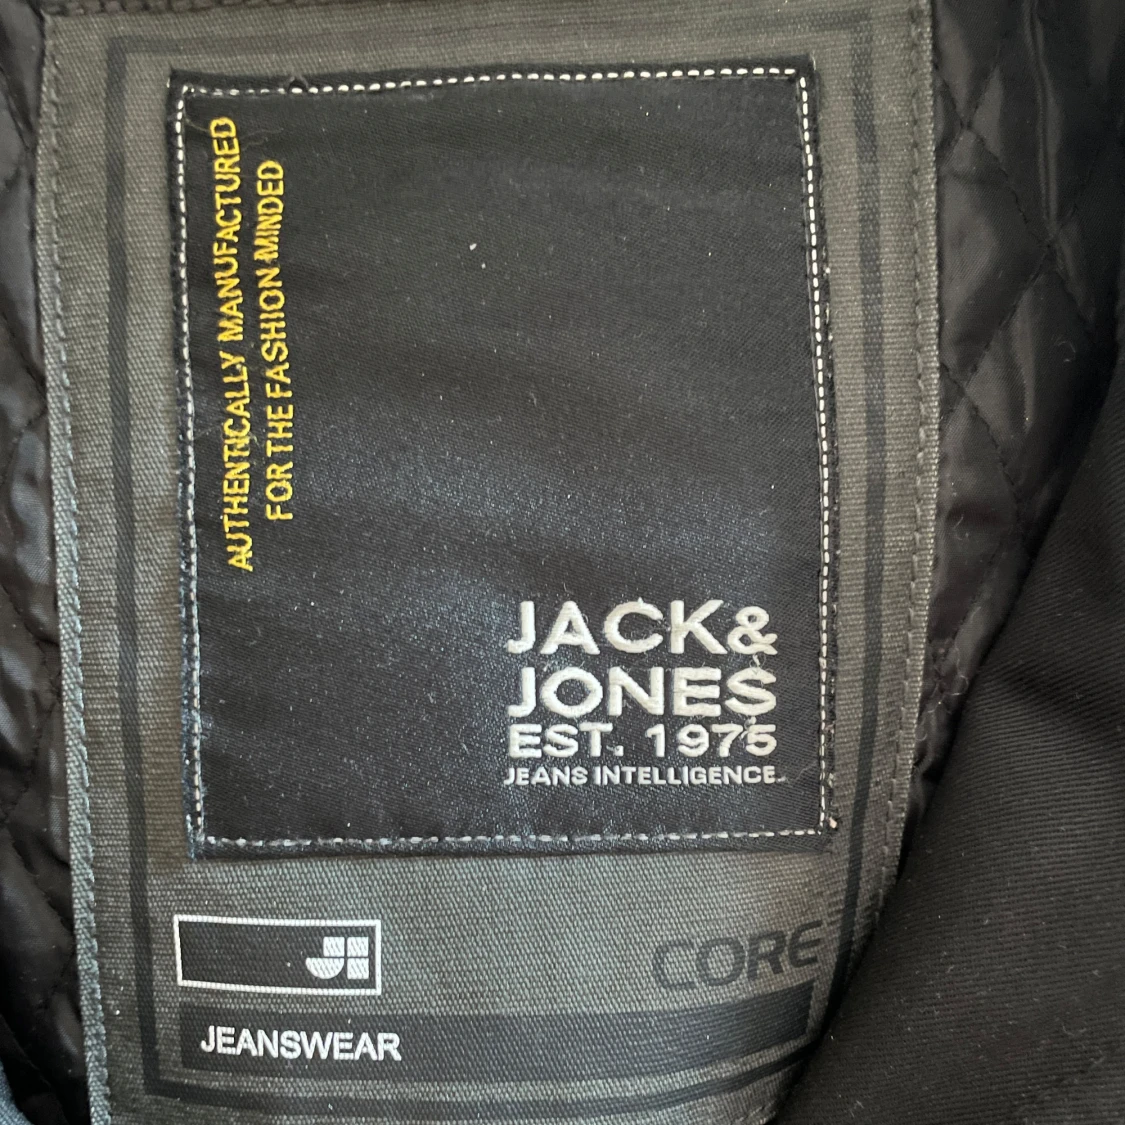 AUTHENTICALLY MANUFACTURED
FOR THE FASHION MINDED
JACK&
JONES
EST. 1975
JEANS INTELLIGENCE
CORE
JEANSWEAR